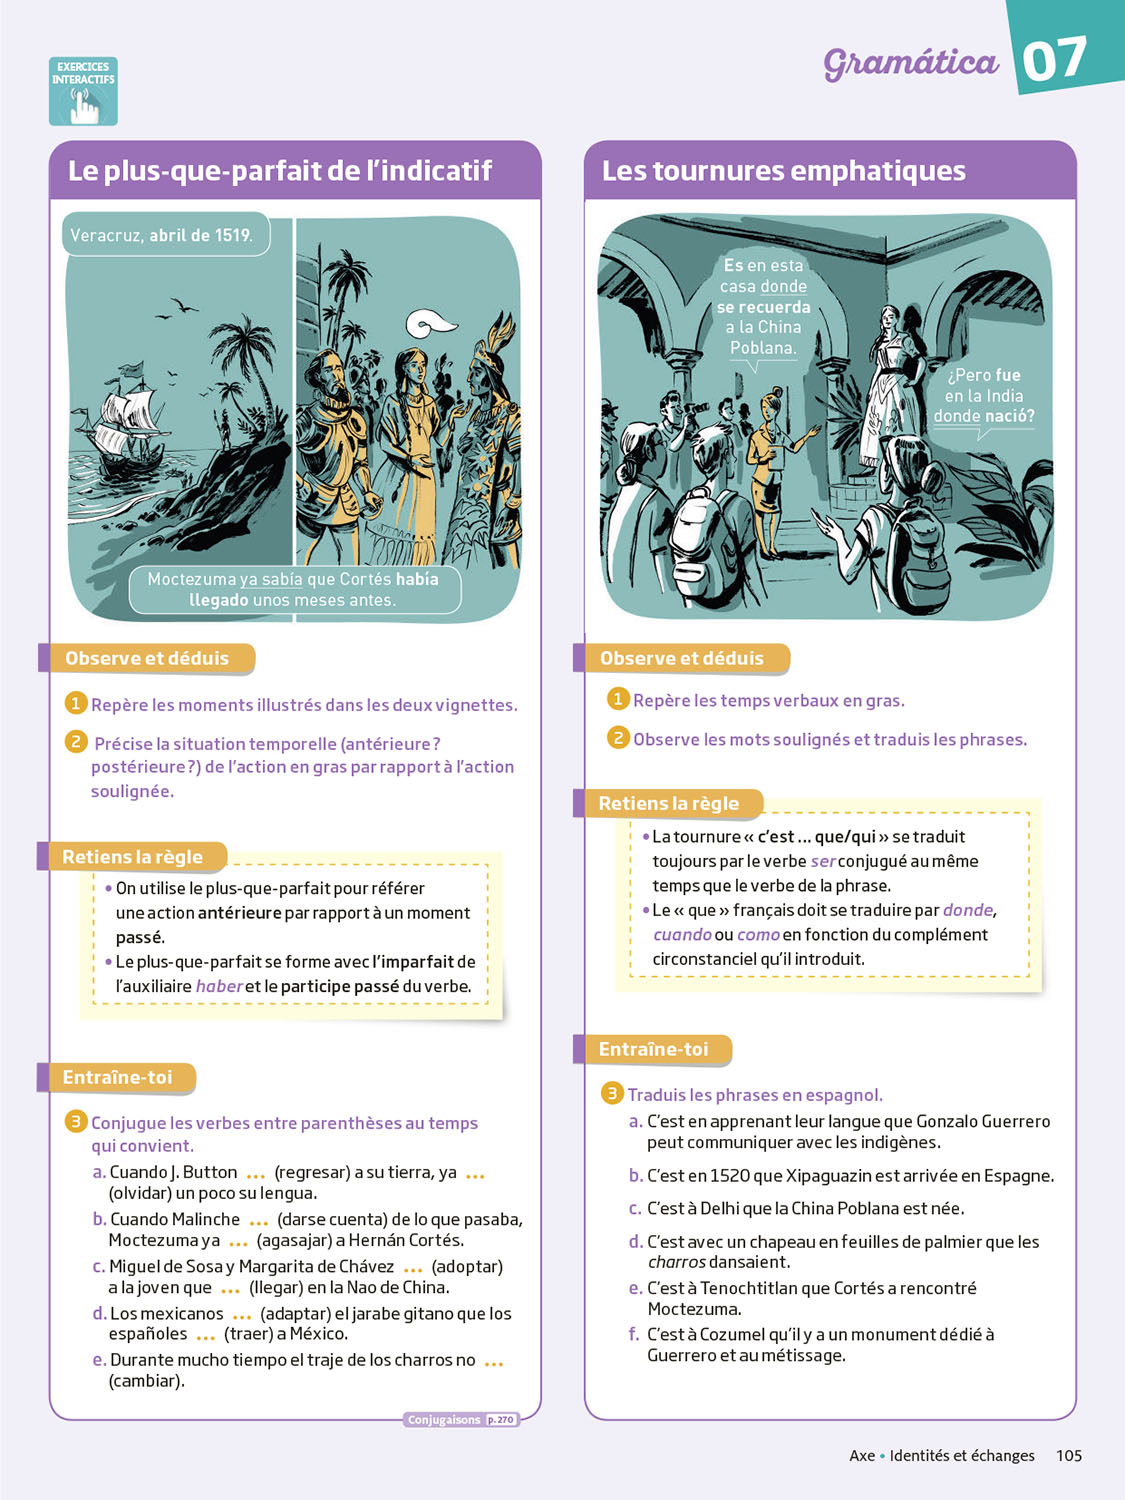 EXERCICES
INTERACTIFS
Gramática
07
Le plus-que-parfait de l'indicatif
Veracruz, abril de 1519.
Moctezuma ya sabía que Cortés había
llegado unos meses antes.
Observe et déduis
1 Repère les moments illustrés dans les deux vignettes.
2 Précise la situation temporelle (antérieure ?
postérieure ?) de l'action en gras par rapport à l'action
soulignée.
Retiens la règle
• On utilise le plus-que-parfait pour référer
une action antérieure par rapport à un moment
passé.
• Le plus-que-parfait se forme avec l'imparfait de
l'auxiliaire haber et le participe passé du verbe.
Entraîne-toi
3 Conjugue les verbes entre parenthèses au temps
qui convient.
a. Cuando J. Button ... (regresar) a su tierra, ya ...
(olvidar) un poco su lengua.
b. Cuando Malinche ... (darse cuenta) de lo que pasaba,
Moctezuma ya ... (agasajar) a Hernán Cortés.
c. Miguel de Sosa y Margarita de Chávez ... (adoptar)
a la joven que ... (llegar) en la Nao de China.
d. Los mexicanos ... (adaptar) el jarabe gitano que los
españoles ... (traer) a México.
e. Durante mucho tiempo el traje de los charros no ...
(cambiar).
Conjugaisons p. 270
Les tournures emphatiques
Es en esta
casa donde
se recuerda
a la China
Poblana.
¿Pero fue
en la India
donde nació?
Observe et déduis
1 Repère les temps verbaux en gras.
2 Observe les mots soulignés et traduis les phrases.
Retiens la règle
• La tournure « c'est ... que/qui » se traduit
toujours par le verbe ser conjugué au même
temps que le verbe de la phrase.
• Le « que » français doit se traduire par donde,
cuando ou como en fonction du complément
circonstanciel qu'il introduit.
Entraîne-toi
3 Traduis les phrases en espagnol.
a. C'est en apprenant leur langue que Gonzalo Guerrero
peut communiquer avec les indigènes.
b. C'est en 1520 que Xipaguazin est arrivée en Espagne.
c. C'est à Delhi que la China Poblana est née.
d. C'est avec un chapeau en feuilles de palmier que les
charros dansaient.
e. C'est à Tenochtitlan que Cortés a rencontré
Moctezuma.
f. C'est à Cozumel qu'il y a un monument dédié à
Guerrero et au métissage.
Axe • Identités et échanges 105